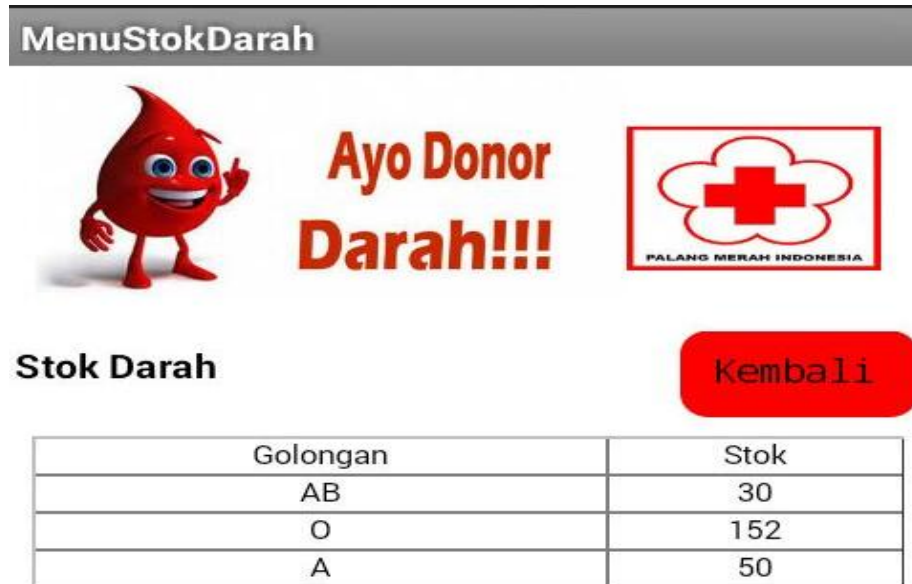 MenuStokDarah
Ayo Donor
Darah!!!
PALANG MERAH INDONESIA
Stok Darah
Kembali
Golongan Stok
AB 30
O 152
A 50